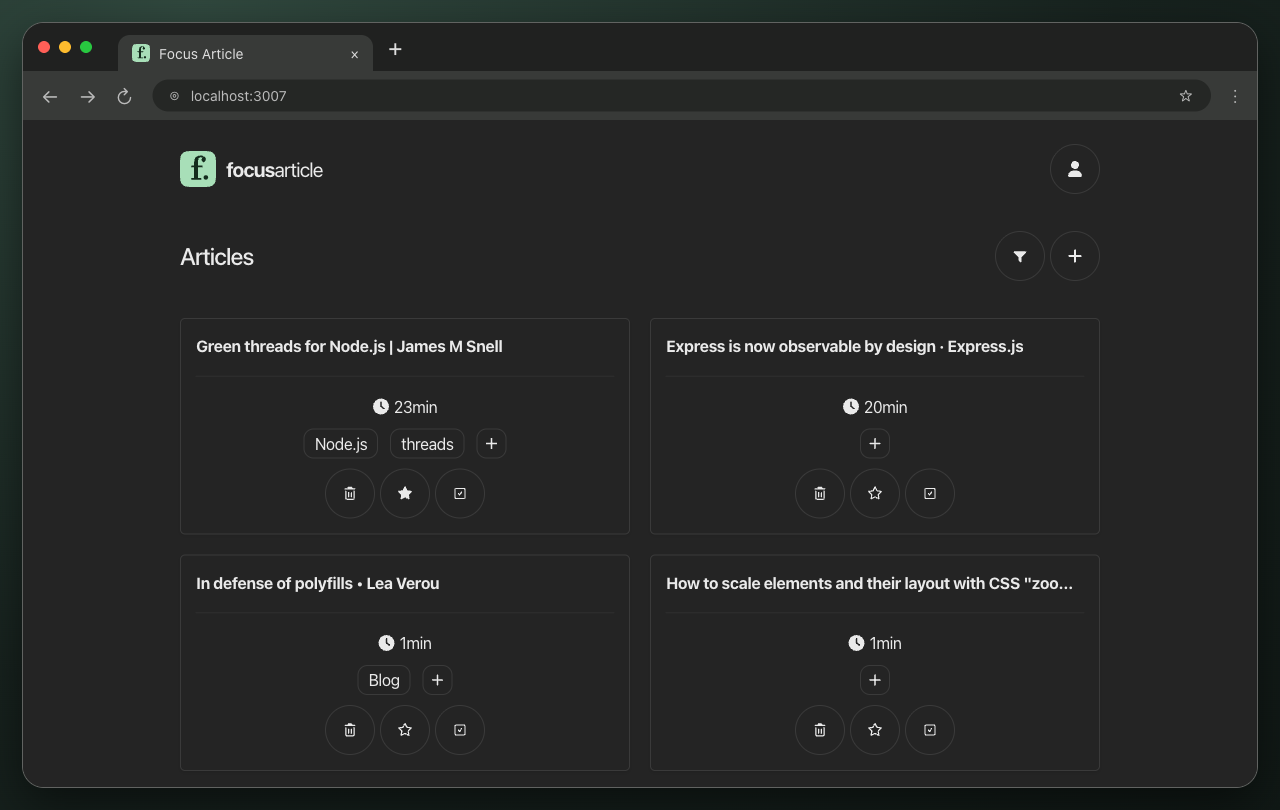 f. Focus Article
localhost:3007
f. focusarticle
Articles
Green threads for Node.js | James M Snell
23min
Node.js threads
Express is now observable by design · Express.js
20min
In defense of polyfills • Lea Verou
1min
Blog
How to scale elements and their layout with CSS "zoo...
1min